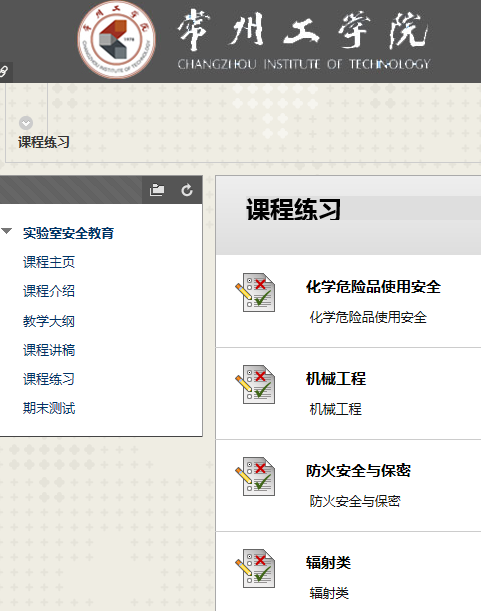 常州工学院
CHANGZHOU INSTITUTE OF TECHNOLOGY
课程练习
实验室安全教育
课程主页
课程介绍
教学大纲
课程讲稿
课程练习
期末测试
课程练习
化学危险品使用安全
化学危险品使用安全
机械工程
机械工程
防火安全与保密
防火安全与保密
辐射类
辐射类